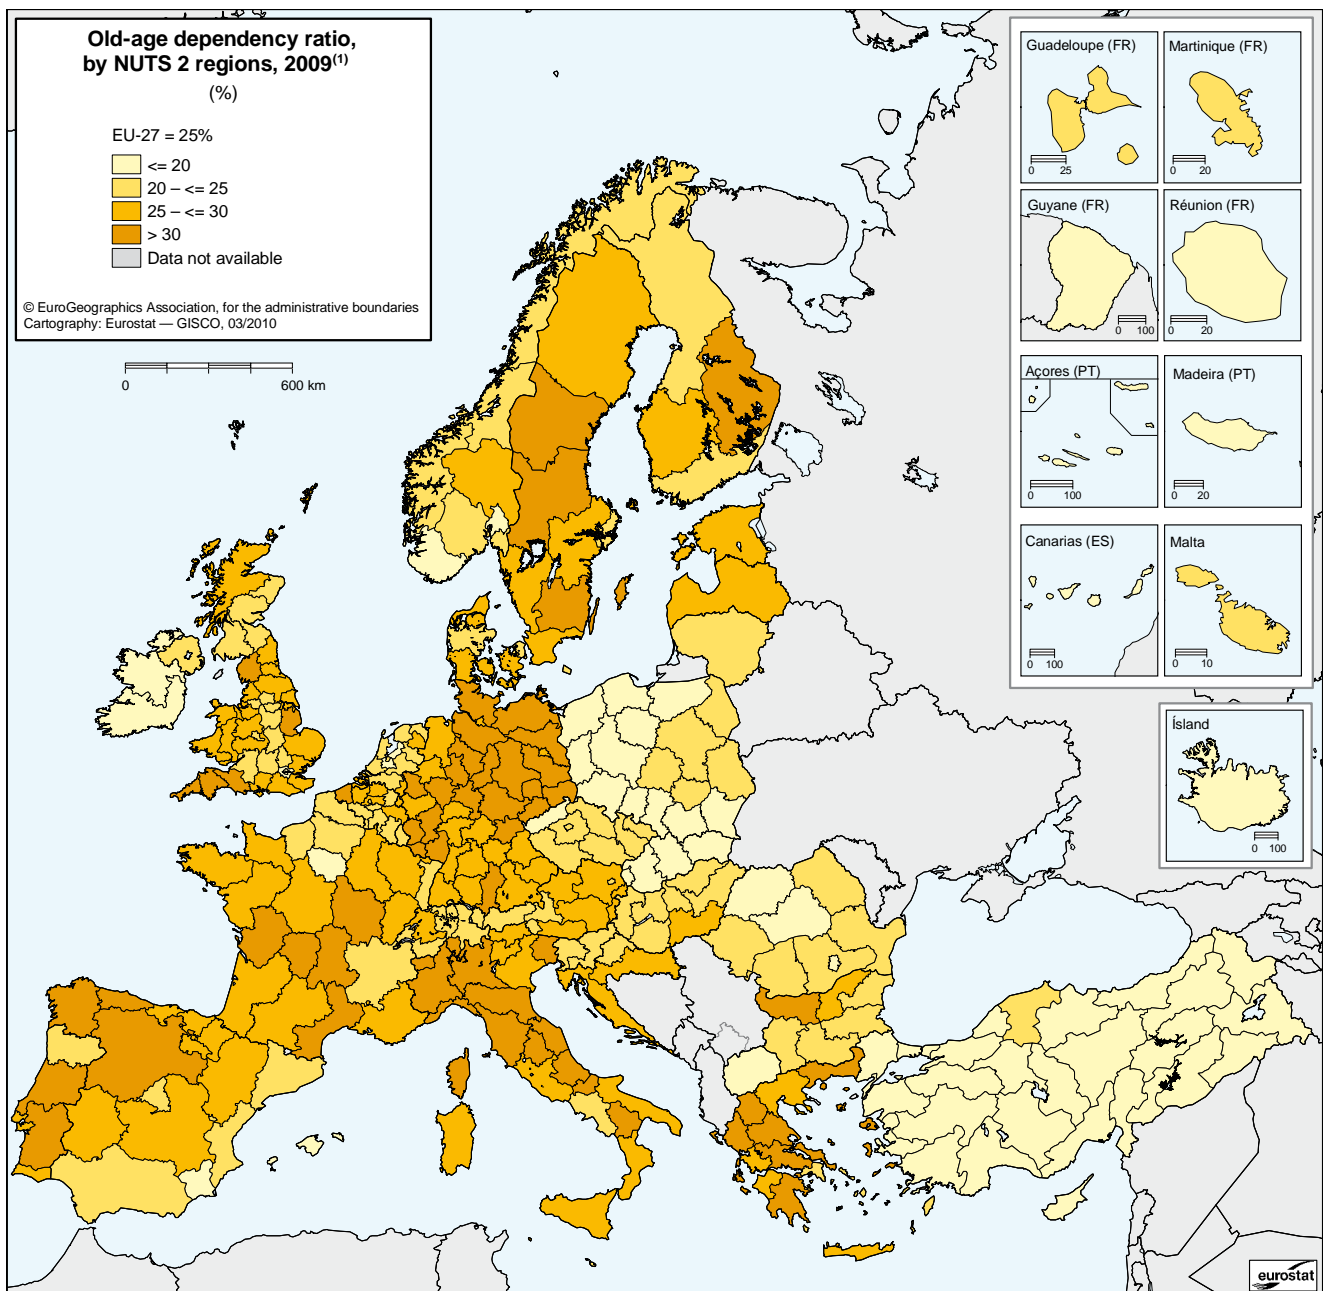 Old-age dependency ratio,
by NUTS 2 regions, 2009(1)
(%)
EU-27 = 25%
<= 20
20 – <= 25
25 – <= 30
> 30
Data not available
© EuroGeographics Association, for the administrative boundaries
Cartography: Eurostat — GISCO, 03/2010
0 600 km
Guadeloupe (FR)
0 25
Martinique (FR)
0 20
Guyane (FR)
0 100
Réunion (FR)
0 20
Açores (PT)
0 100
Madeira (PT)
0 20
Canarias (ES)
0 100
Malta
0 10
Ísland
0 100
eurostat